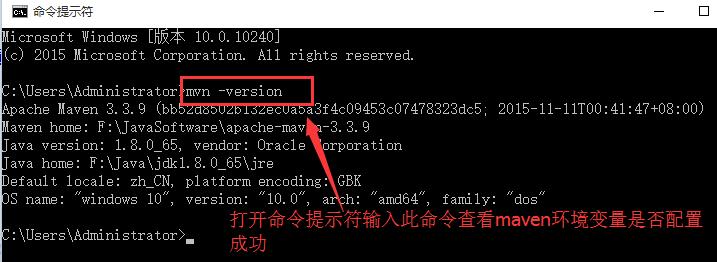 命令提示符
Microsoft Windows [版本 10.0.10240]
(c) 2015 Microsoft Corporation. All rights reserved.
C:\Users\Administrator>mvn -version
Apache Maven 3.3.9 (bb52d8502b132ec0a5a3f4c09453c07478323dc5; 2015-11-11T00:41:47+08:00)
Maven home: F:\JavaSoftware\apache-maven-3.3.9
Java version: 1.8.0_65, vendor: Oracle Corporation
Java home: F:\Java\jdk1.8.0_65\jre
Default locale: zh_CN, platform encoding: GBK
OS name: "windows 10", version: "10.0", arch: "amd64", family: "dos"
打开命令提示符输入此命令查看maven环境变量是否配置
成功
C:\Users\Administrator>